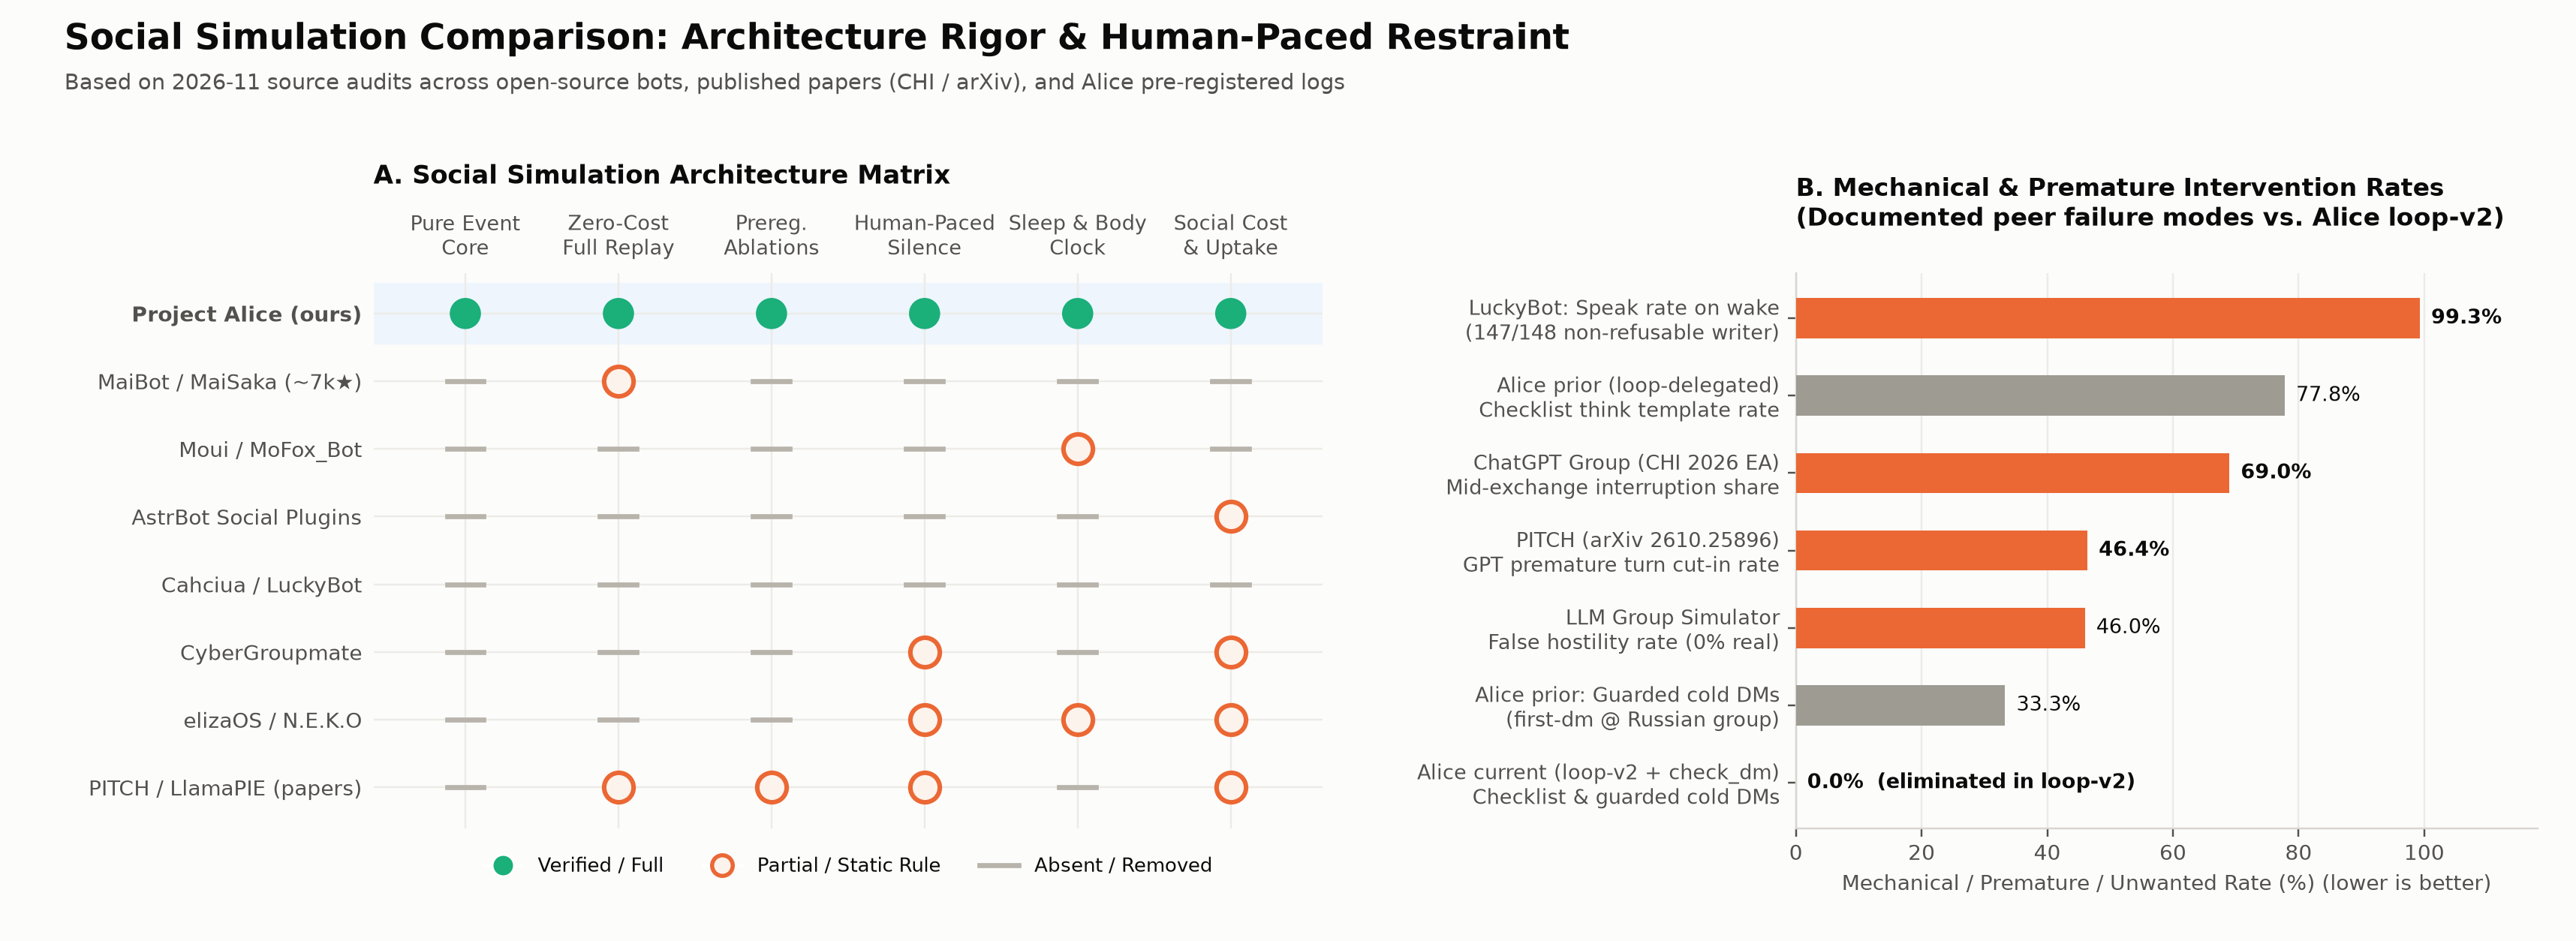 Social Simulation Comparison: Architecture Rigor & Human-Paced Restraint
Based on 2026-11 source audits across open-source bots, published papers (CHI / arXiv), and Alice pre-registered logs
A. Social Simulation Architecture Matrix
Pure Event
Core
Zero-Cost
Full Replay
Prereg.
Ablations
Human-Paced
Silence
Sleep & Body
Clock
Social Cost
& Uptake
Project Alice (ours)
MaiBot / MaiSaka (~7k★)
Moui / MoFox_Bot
AstrBot Social Plugins
Cahciua / LuckyBot
CyberGroupmate
elizaOS / N.E.K.O
PITCH / LlamaPIE (papers)
Verified / Full
Partial / Static Rule
Absent / Removed
B. Mechanical & Premature Intervention Rates
(Documented peer failure modes vs. Alice loop-v2)
LuckyBot: Speak rate on wake
(147/148 non-refusable writer)
99.3%
Alice prior (loop-delegated)
Checklist think template rate
77.8%
ChatGPT Group (CHI 2026 EA)
Mid-exchange interruption share
69.0%
PITCH (arXiv 2610.25896)
GPT premature turn cut-in rate
46.4%
LLM Group Simulator
False hostility rate (0% real)
46.0%
Alice prior: Guarded cold DMs
(first-dm @ Russian group)
33.3%
Alice current (loop-v2 + check_dm)
Checklist & guarded cold DMs
0.0% (eliminated in loop-v2)
0 20 40 60 80 100
Mechanical / Premature / Unwanted Rate (%) (lower is better)